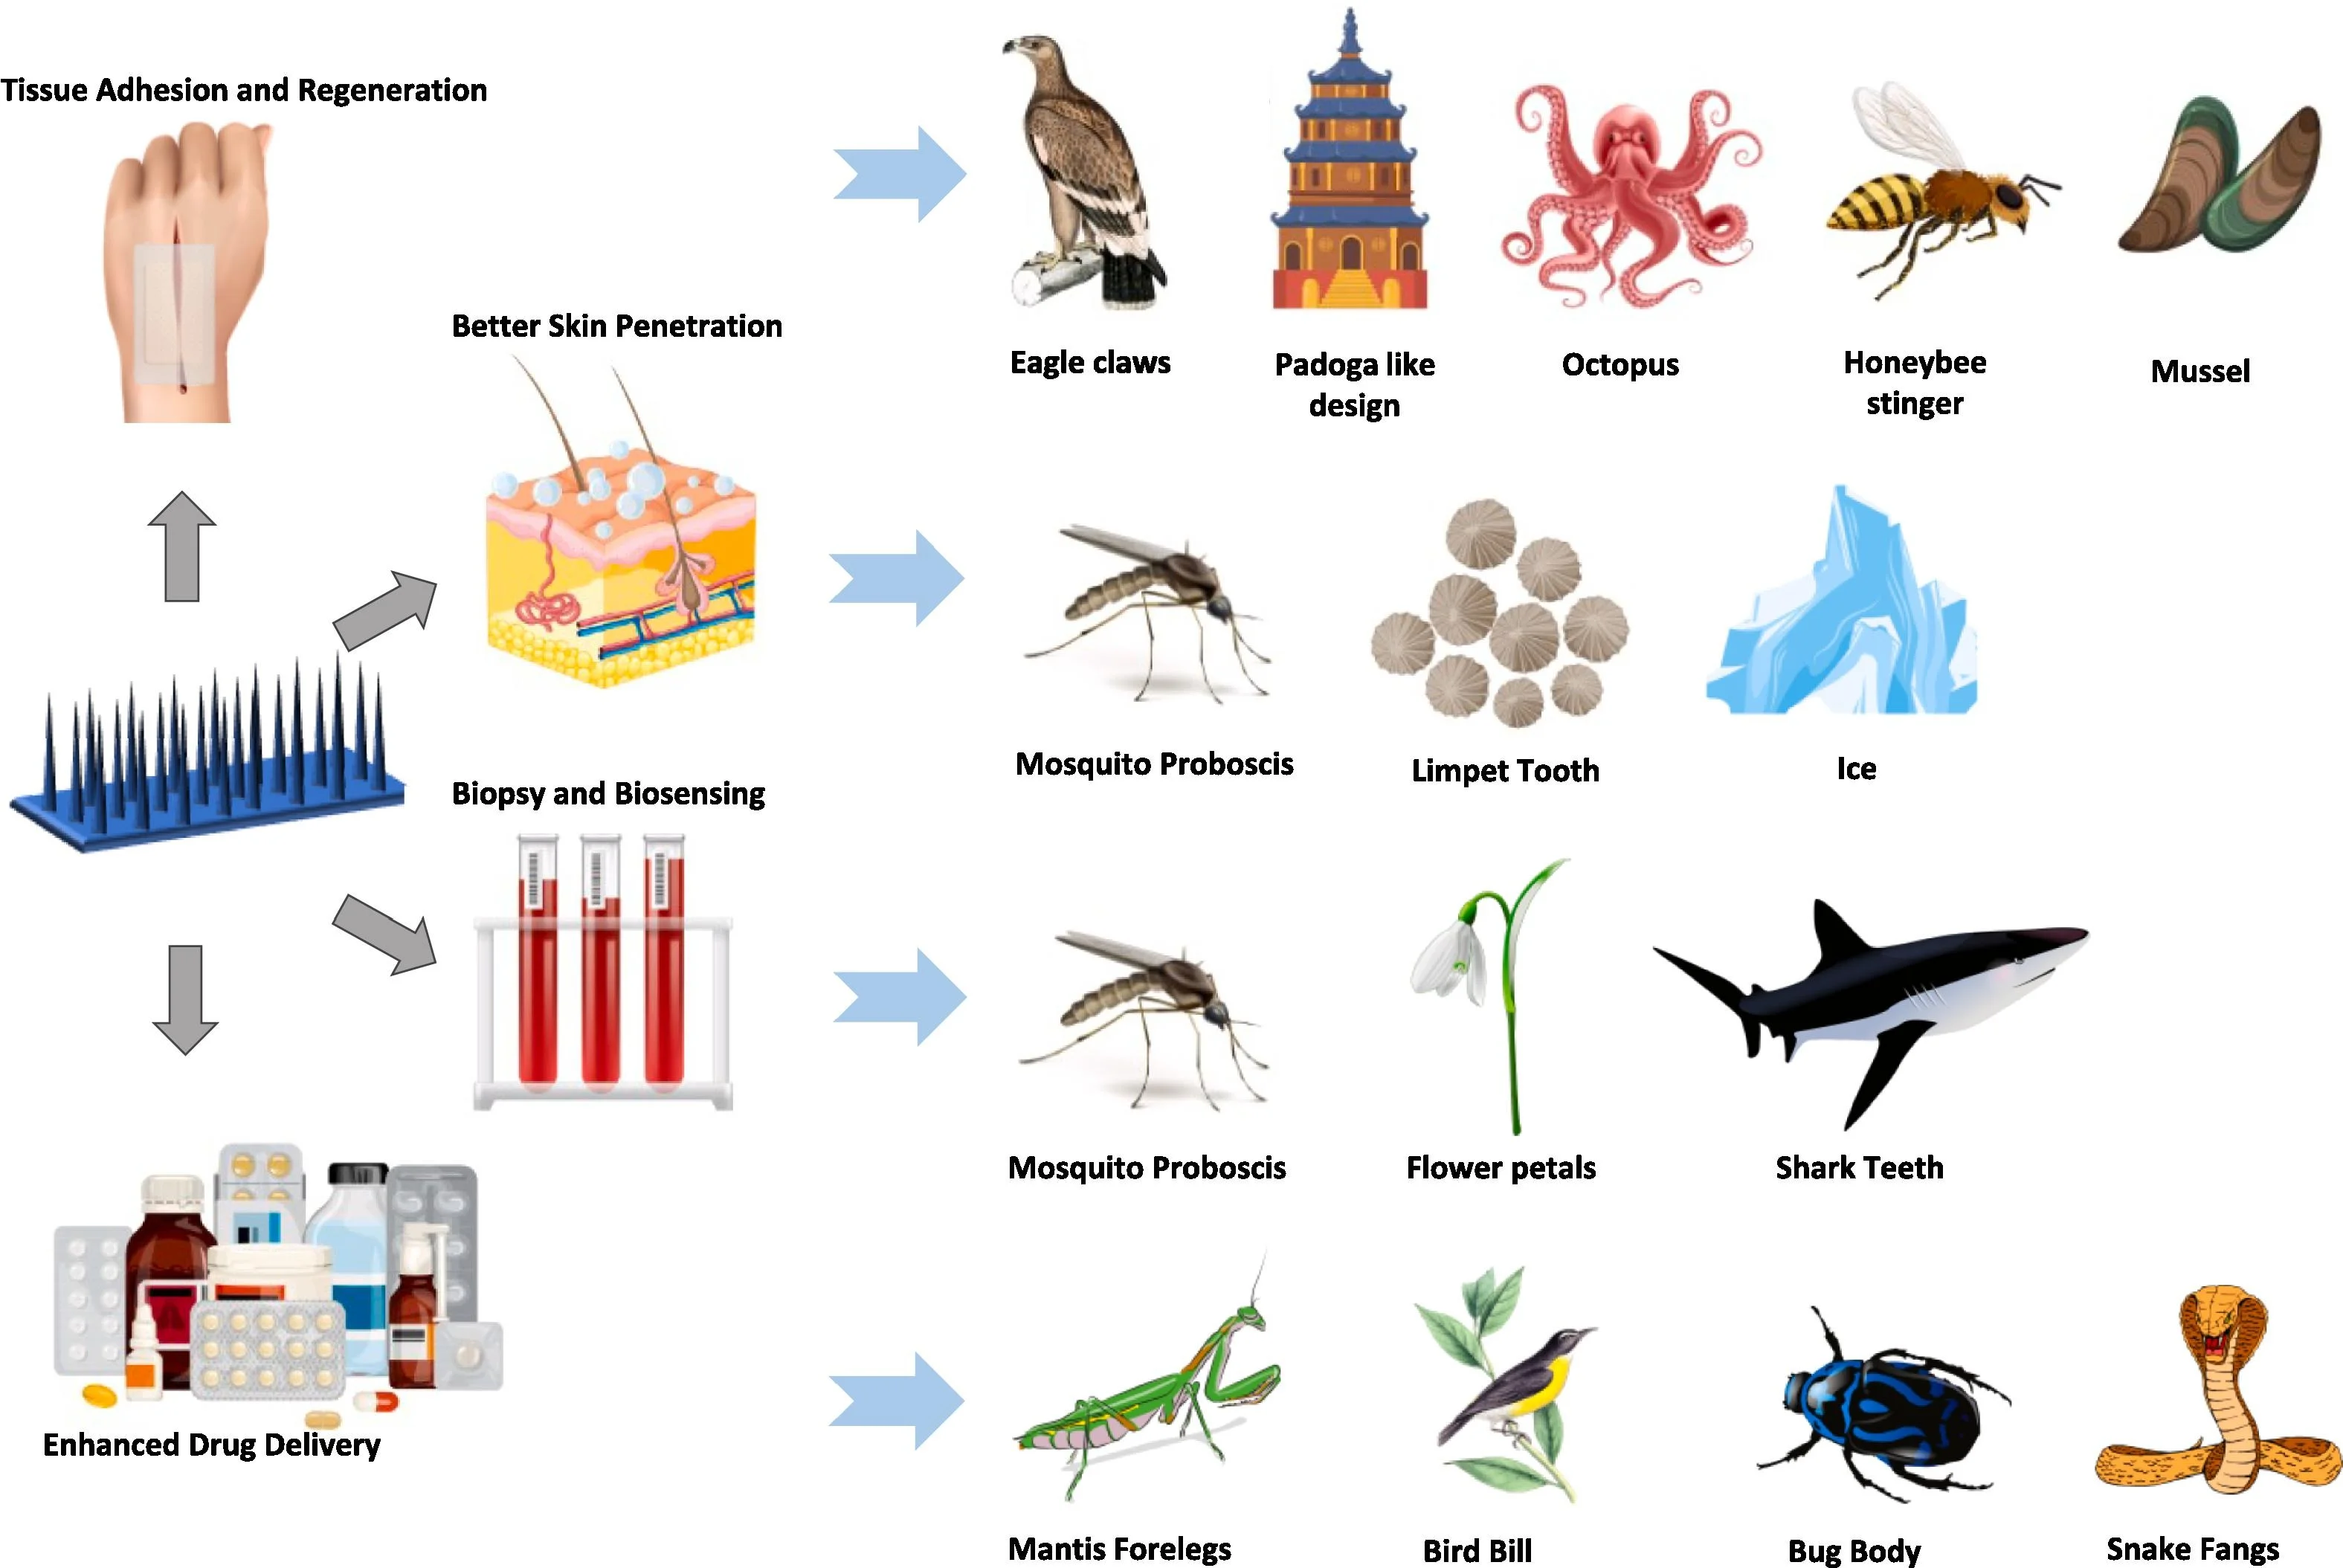 Tissue Adhesion and Regeneration
Eagle claws
Padoga like
design
Octopus
Honeybee
stinger
Mussel
Better Skin Penetration
Mosquito Proboscis
Limpet Tooth
Ice
Biopsy and Biosensing
Mosquito Proboscis
Flower petals
Shark Teeth
Enhanced Drug Delivery
Mantis Forelegs
Bird Bill
Bug Body
Snake Fangs